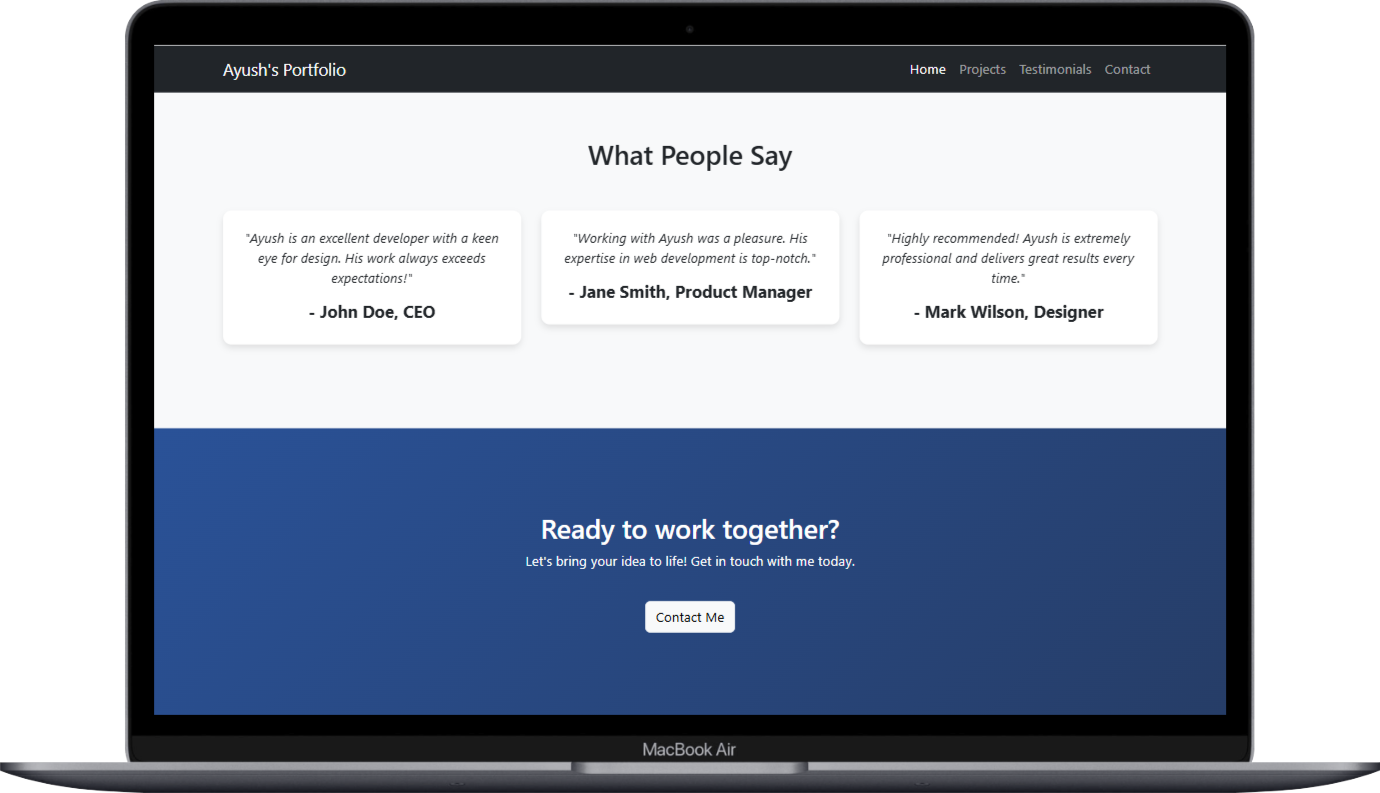 Ayush's Portfolio
Home Projects Testimonials Contact
What People Say
"Ayush is an excellent developer with a keen
eye for design. His work always exceeds
expectations!"
- John Doe, CEO
"Working with Ayush was a pleasure. His
expertise in web development is top-notch."
- Jane Smith, Product Manager
"Highly recommended! Ayush is extremely
professional and delivers great results every
time."
- Mark Wilson, Designer
Ready to work together?
Let's bring your idea to life! Get in touch with me today.
Contact Me
MacBook Air